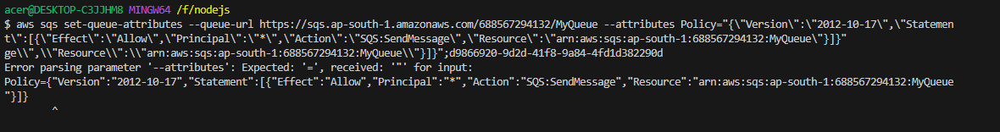 acer@DESKTOP-C3JJHM8 MINGW64 /f/nodejs
$ aws sqs set-queue-attributes --queue-url https://sqs.ap-south-1.amazonaws.com/688567294132/MyQueue --attributes Policy="{\"Version\":\"2012-10-17\",\"Statemen
t\":[{\"Effect\":\"Allow\",\"Principal\":\"*\",\"Action\":\"SQS:SendMessage\",\"Resource\":\"arn:aws:sqs:ap-south-1:688567294132:MyQueue\"}]}"
ge\\",\\"Resource\\":\\"arn:aws:sqs:ap-south-1:688567294132:MyQueue\\"}]}";d9866920-9d2d-41f8-9a84-4fd1d382290d
Error parsing parameter '--attributes': Expected: '=', received: '"' for input:
Policy={"Version":"2012-10-17","Statement":[{"Effect":"Allow","Principal":"*","Action":"SQS:SendMessage","Resource":"arn:aws:sqs:ap-south-1:688567294132:MyQueue
"}]}
^